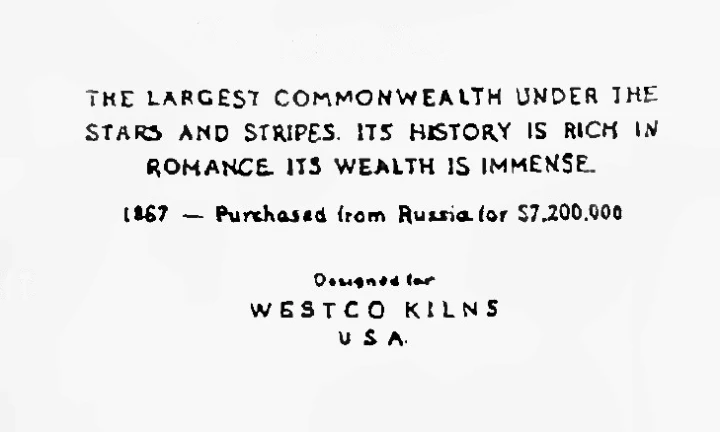 THE LARGEST COMMONWEALTH UNDER THE
STARS AND STRIPES. ITS HISTORY IS RICH IN
ROMANCE. ITS WEALTH IS IMMENSE.
1867 — Purchased from Russia for $7,200,000
Designed for
WESTCO KILNS
U S A.